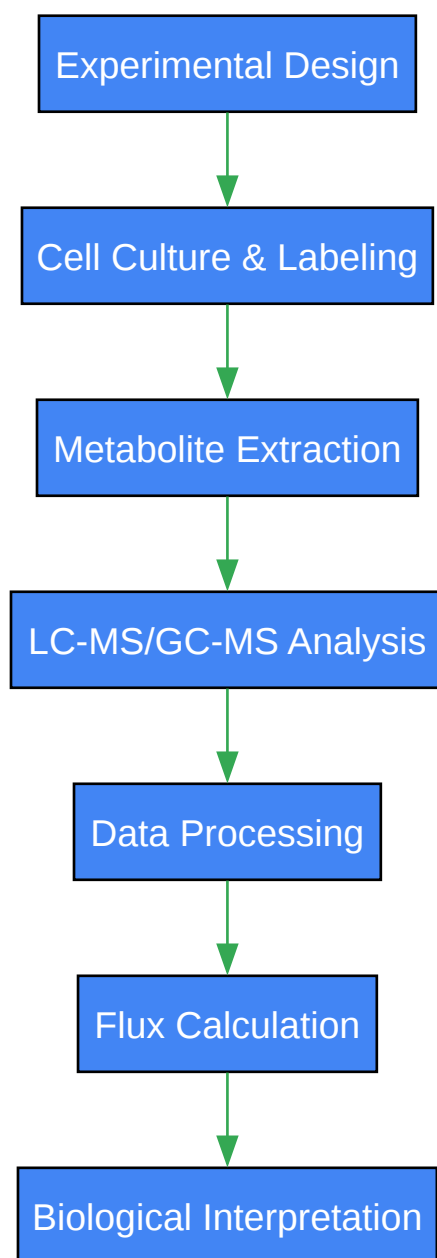 Experimental Design
Cell Culture & Labeling
Metabolite Extraction
LC-MS/GC-MS Analysis
Data Processing
Flux Calculation
Biological Interpretation